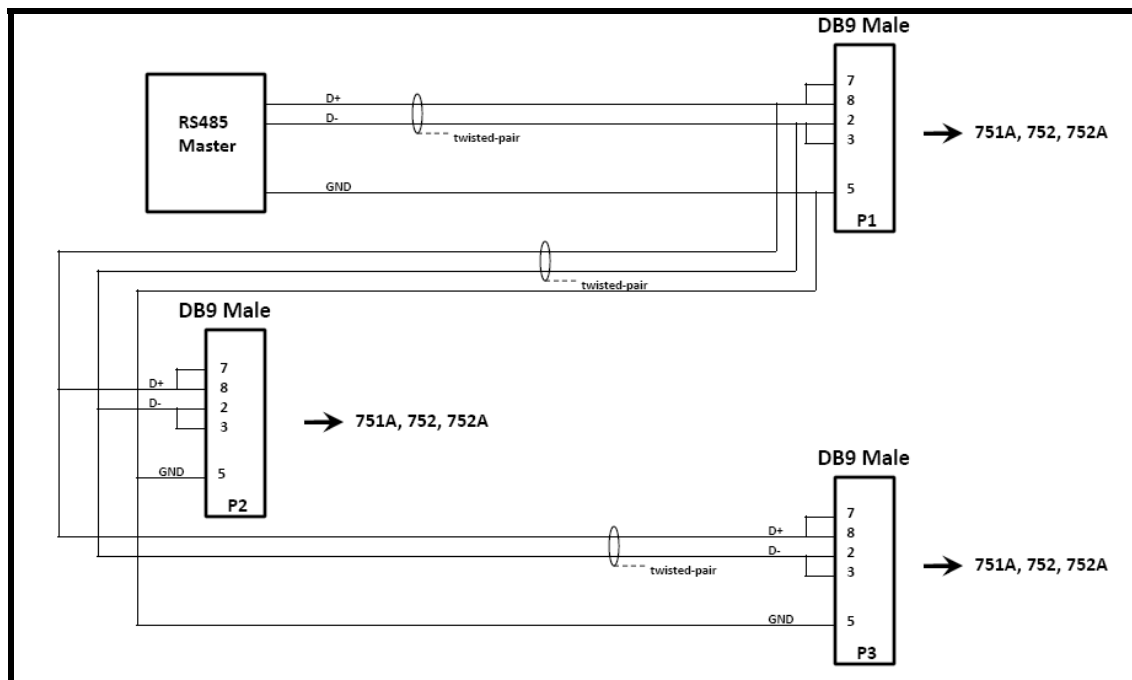 DB9 Male
RS485
Master
D+
D-
twisted-pair
GND
7
8
2
3
5
P1
751A, 752, 752A
twisted-pair
DB9 Male
D+
D-
GND
7
8
2
3
5
P2
751A, 752, 752A
DB9 Male
twisted-pair
D+
D-
GND
7
8
2
3
5
P3
751A, 752, 752A